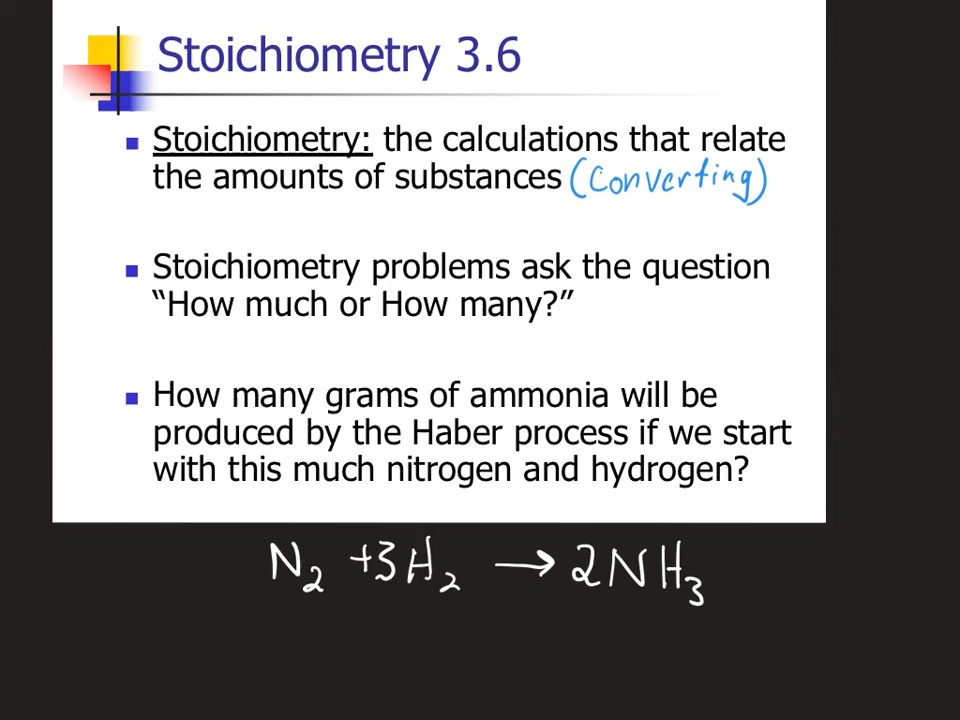 Stoichiometry 3.6
Stoichiometry: the calculations that relate
the amounts of substances (Converting)
Stoichiometry problems ask the question
“How much or How many?”
How many grams of ammonia will be
produced by the Haber process if we start
with this much nitrogen and hydrogen?
N₂ +3H₂ → 2NH₃